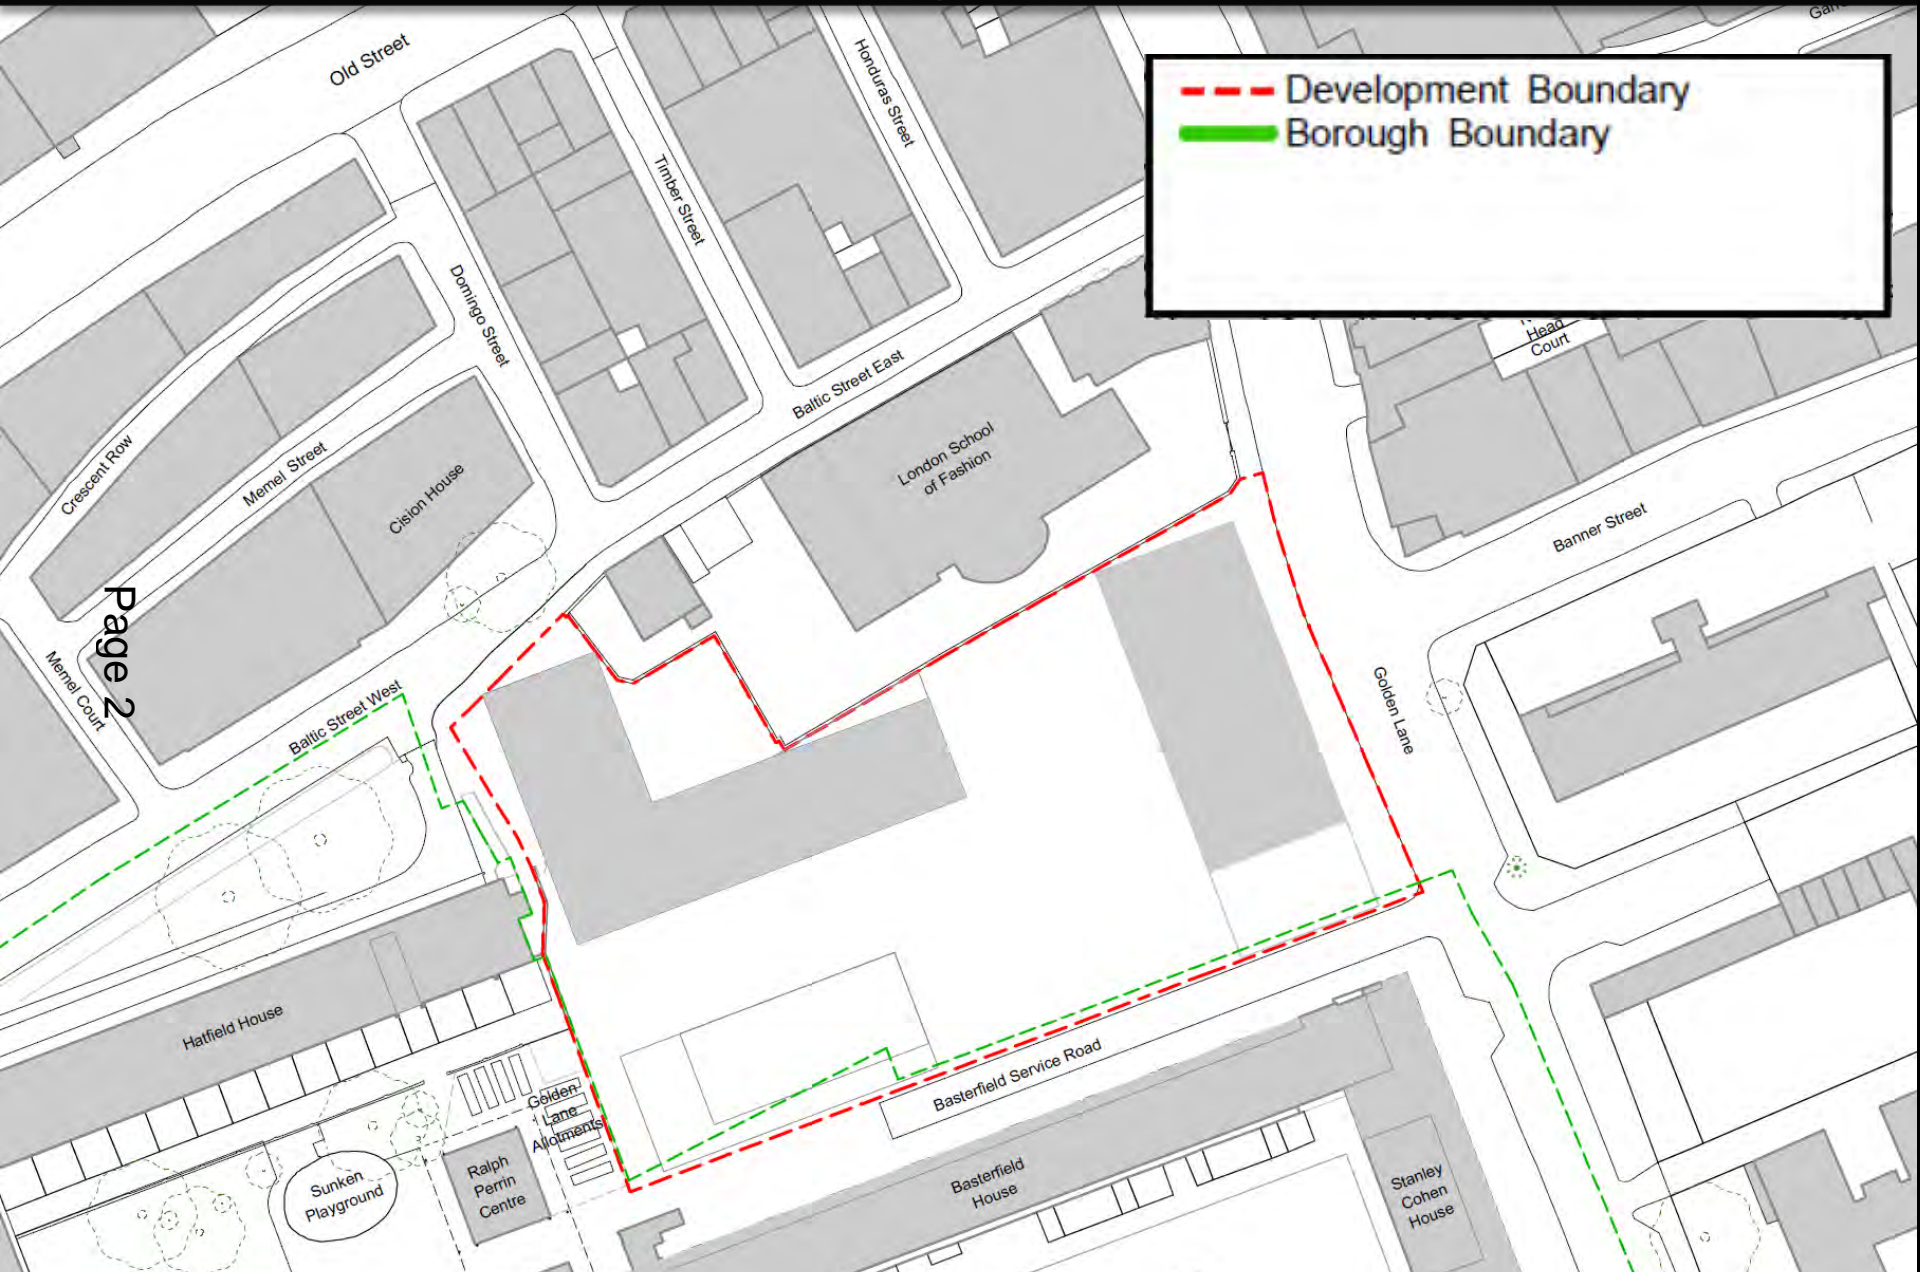 Old Street
Honduras Street
Development Boundary
Borough Boundary
Timber Street
Domingo Street
Head
Court
Baltic Street East
London School
of Fashion
Crescent Row
Memel Street
Cision House
Banner Street
Page 2
Memel Court
Baltic Street West
Golden Lane
Hatfield House
Basterfield Service Road
Golden
Lane
Allotments
Ralph
Perrin
Centre
Sunken
Playground
Basterfield
House
Stanley
Cohen
House